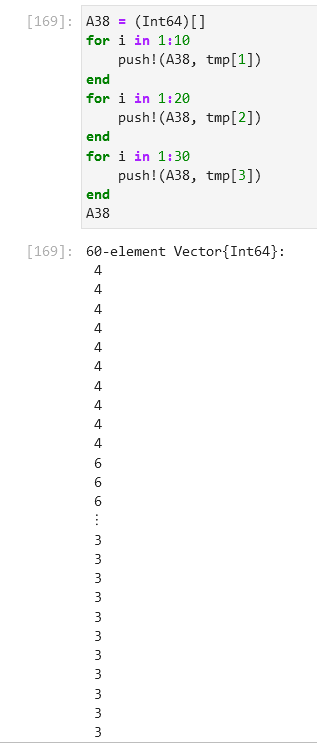 [169]: A38 = (Int64)[]
for i in 1:10
    push!(A38, tmp[1])
end
for i in 1:20
    push!(A38, tmp[2])
end
for i in 1:30
    push!(A38, tmp[3])
end
A38
[169]: 60-element Vector{Int64}:
4
4
4
4
4
4
4
4
4
4
6
6
6
⋮
3
3
3
3
3
3
3
3
3
3
3